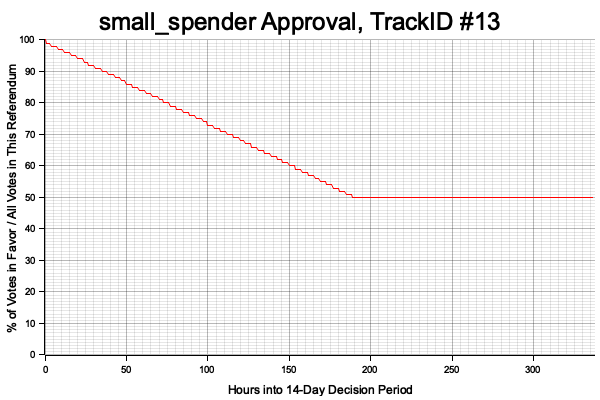 small_spender Approval, TrackID #13
% of Votes in Favor / All Votes in This Referendum
100
90
80
70
60
50
40
30
20
10
0
0 50 100 150 200 250 300
Hours into 14-Day Decision Period